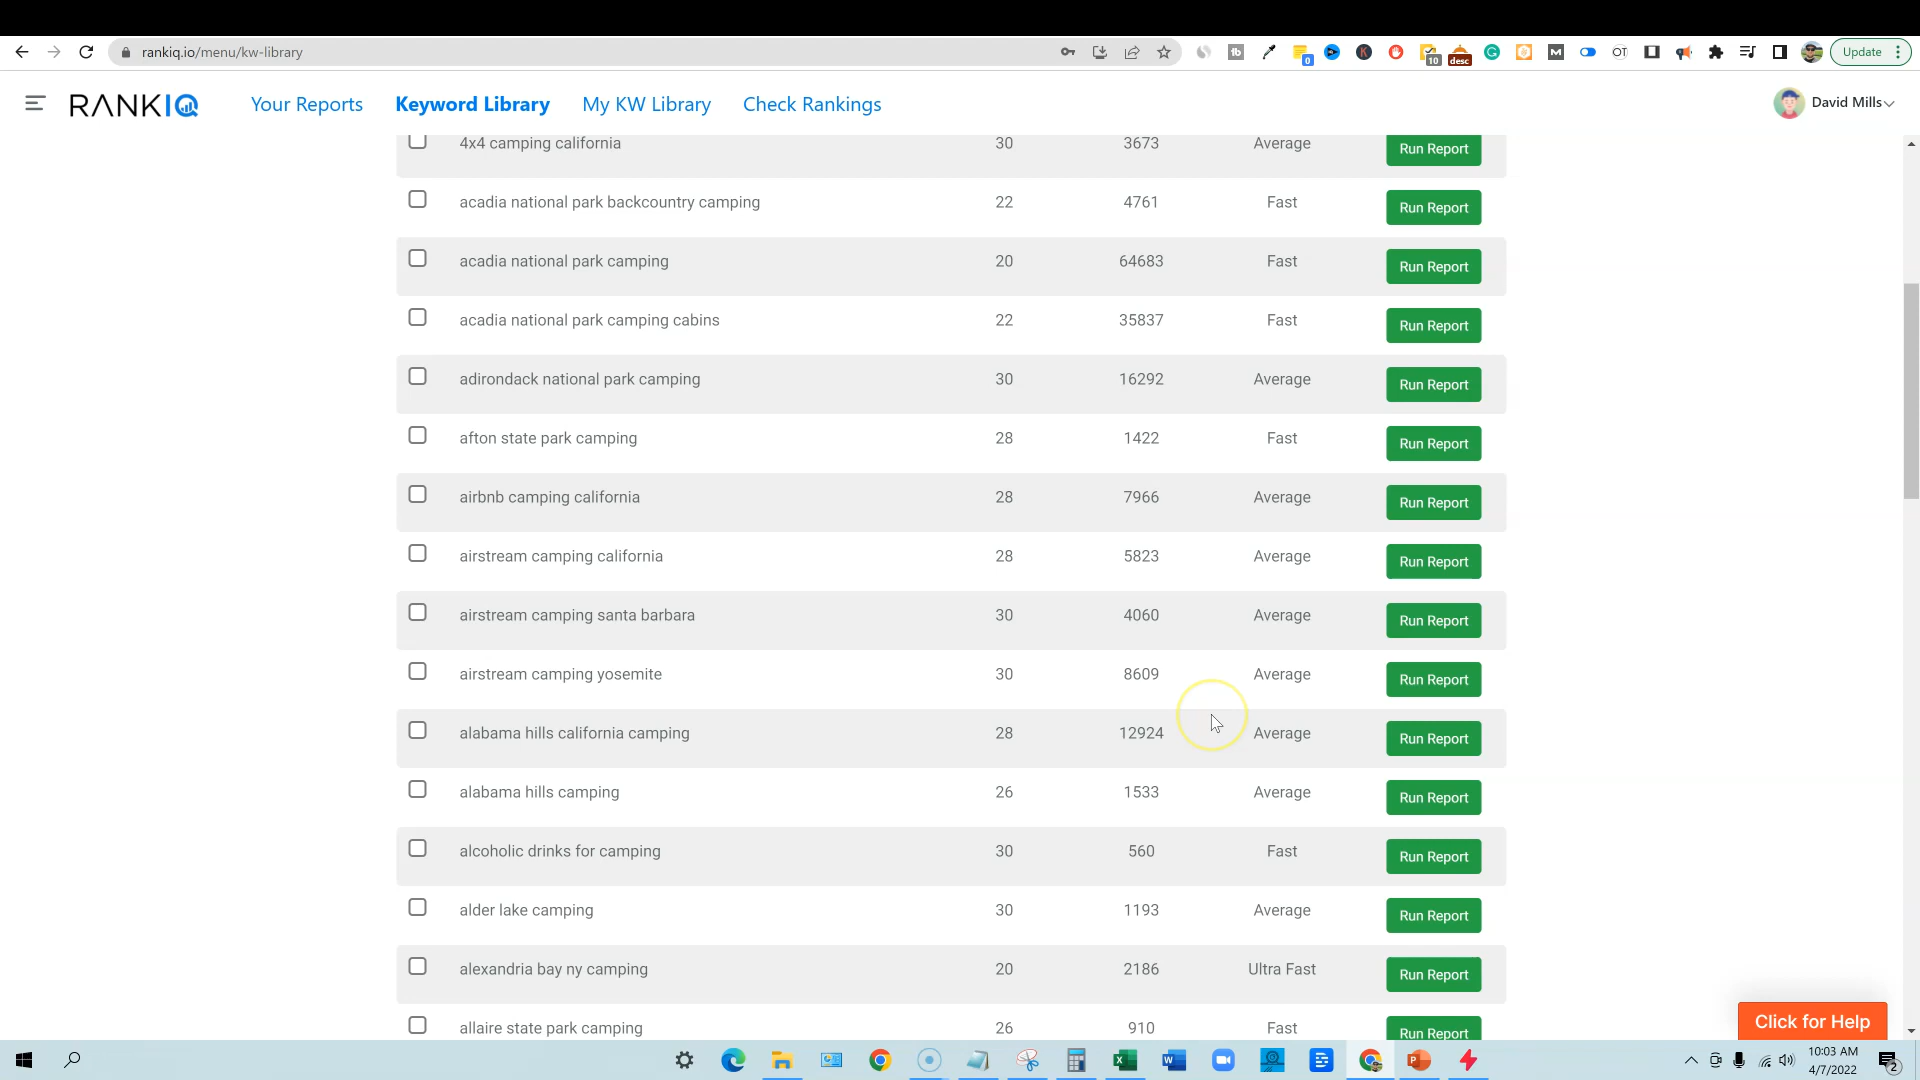 rankiq.io/menu/kw-library
0
10
desc
Update
RANKIQ
Your Reports
Keyword Library
My KW Library
Check Rankings
David Mills
4x4 camping california 30 3673 Average Run Report
acadia national park backcountry camping 22 4761 Fast Run Report
acadia national park camping 20 64683 Fast Run Report
acadia national park camping cabins 22 35837 Fast Run Report
adirondack national park camping 30 16292 Average Run Report
afton state park camping 28 1422 Fast Run Report
airbnb camping california 28 7966 Average Run Report
airstream camping california 28 5823 Average Run Report
airstream camping santa barbara 30 4060 Average Run Report
airstream camping yosemite 30 8609 Average Run Report
alabama hills california camping 28 12924 Average Run Report
alabama hills camping 26 1533 Average Run Report
alcoholic drinks for camping 30 560 Fast Run Report
alder lake camping 30 1193 Average Run Report
alexandria bay ny camping 20 2186 Ultra Fast Run Report
allaire state park camping 26 910 Fast Run Report
Click for Help
10:03 AM
4/7/2022
2